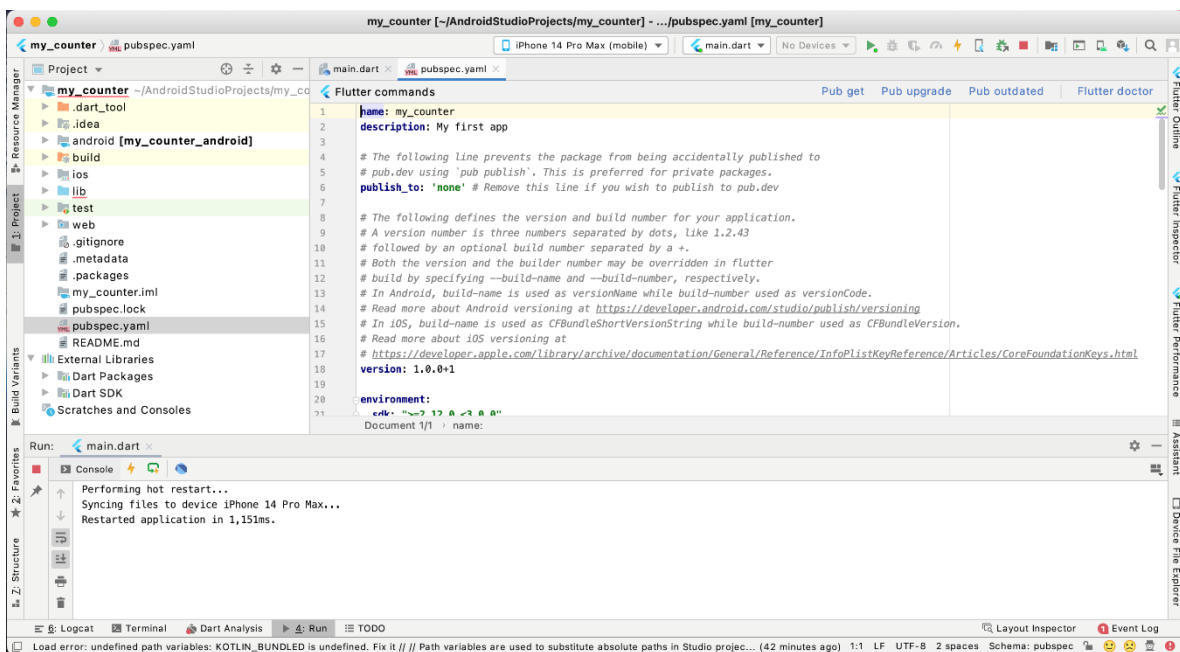 my_counter [~/AndroidStudioProjects/my_counter] - .../pubspec.yaml [my_counter]
my_counter pubspec.yaml iPhone 14 Pro Max (mobile) main.dart No Devices
Project main.dart pubspec.yaml
my_counter ~/AndroidStudioProjects/my_co Flutter commands Pub get Pub upgrade Pub outdated Flutter doctor
.dart_tool
.idea
android [my_counter_android]
build
ios
lib
test
web
.gitignore
.metadata
.packages
my_counter.iml
pubspec.lock
pubspec.yaml
README.md
External Libraries
Dart Packages
Dart SDK
Scratches and Consoles
1 name: my_counter
2 description: My first app
3
4 # The following line prevents the package from being accidentally published to
5 # pub.dev using `pub publish`. This is preferred for private packages.
6 publish_to: 'none' # Remove this line if you wish to publish to pub.dev
7
8 # The following defines the version and build number for your application.
9 # A version number is three numbers separated by dots, like 1.2.43
10 # followed by an optional build number separated by a +.
11 # Both the version and the builder number may be overridden in flutter
12 # build by specifying --build-name and --build-number, respectively.
13 # In Android, build-name is used as versionName while build-number used as versionCode.
14 # Read more about Android versioning at https://developer.android.com/studio/publish/versioning
15 # In iOS, build-name is used as CFBundleShortVersionString while build-number used as CFBundleVersion.
16 # Read more about iOS versioning at
17 # https://developer.apple.com/library/archive/documentation/General/Reference/InfoPlistKeyReference/Articles/CoreFoundationKeys.html
18 version: 1.0.0+1
19
20 environment:
21 sdk: ">=2.12.0 <3.0.0"
Document 1/1 name:
Resource Manager
1: Project
Build Variants
2: Favorites
Z: Structure
Flutter Outline
Flutter Inspector
Flutter Performance
Assistant
Device File Explorer
Run: main.dart
Console
Performing hot restart...
Syncing files to device iPhone 14 Pro Max...
Restarted application in 1,151ms.
6: Logcat Terminal Dart Analysis 4: Run TODO Layout Inspector 1 Event Log
Load error: undefined path variables: KOTLIN_BUNDLED is undefined. Fix it // // Path variables are used to substitute absolute paths in Studio projec... (42 minutes ago) 1:1 LF UTF-8 2 spaces Schema: pubspec